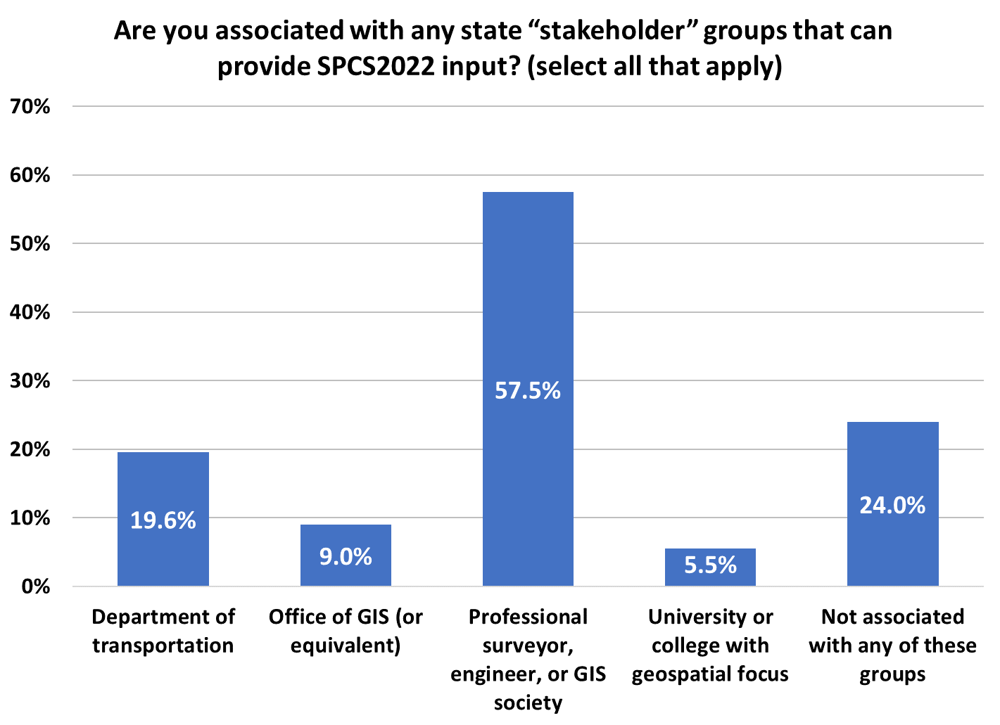 Are you associated with any state “stakeholder” groups that can
provide SPCS2022 input? (select all that apply)
70%
60%
50%
40%
30%
20%
10%
0%
19.6%
9.0%
57.5%
5.5%
24.0%
Department of
transportation
Office of GIS (or
equivalent)
Professional
surveyor,
engineer, or GIS
society
University or
college with
geospatial focus
Not associated
with any of these
groups